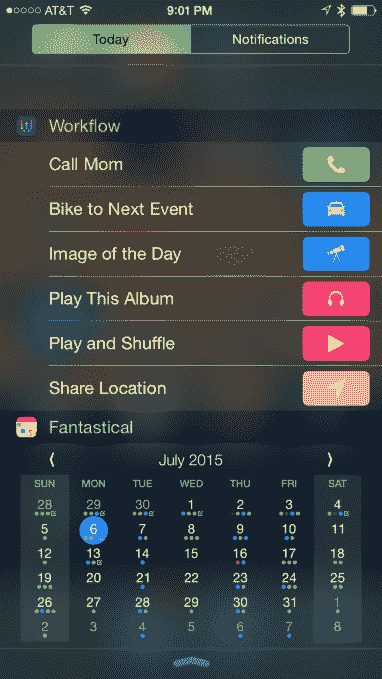 AT&T 9:01 PM
Today Notifications
Workflow
Call Mom
Bike to Next Event
Image of the Day
Play This Album
Play and Shuffle
Share Location
Fantastical
July 2015
SUN MON TUE WED THU FRI SAT
28 29 30 1 2 3 4
5 6 7 8 9 10 11
12 13 14 15 16 17 18
19 20 21 22 23 24 25
26 27 28 29 30 31 1
2 3 4 5 6 7 8